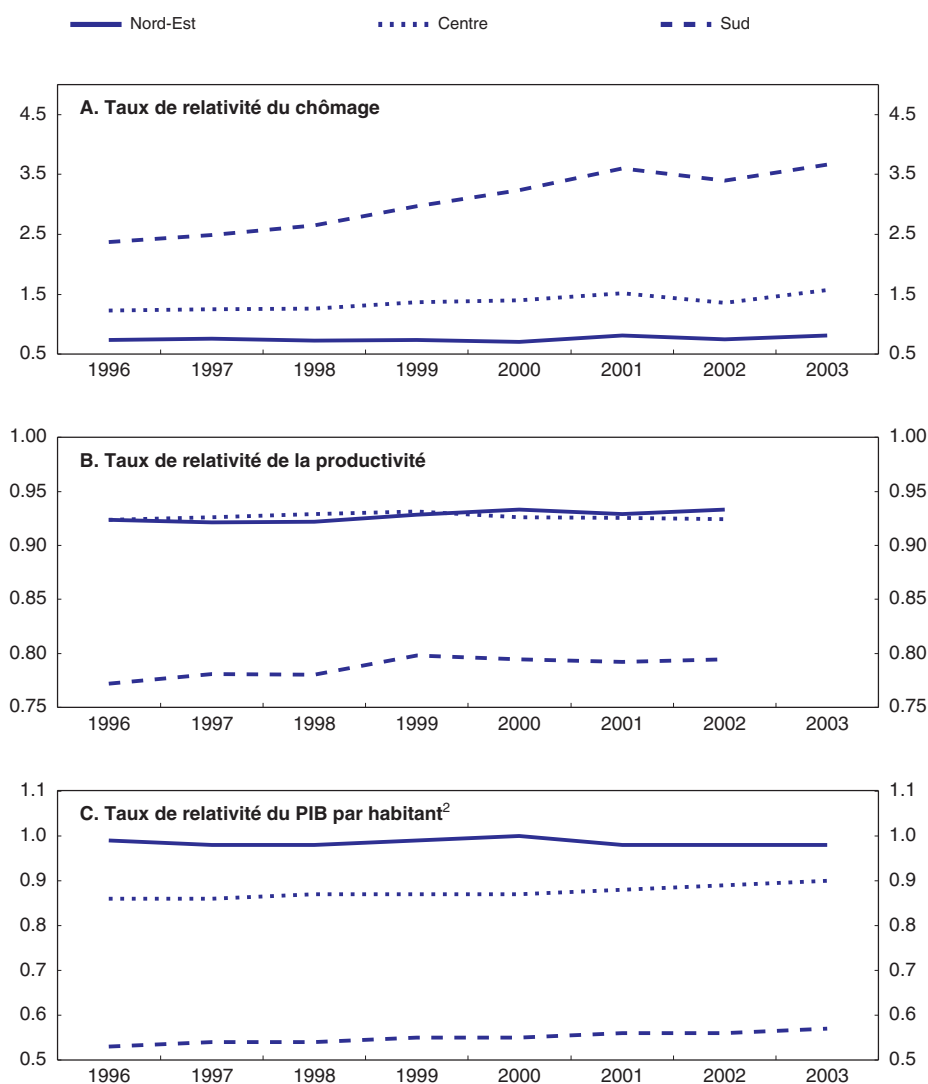 Nord-Est Centre Sud
A. Taux de relativité du chômage
4.5 4.5
3.5 3.5
2.5 2.5
1.5 1.5
0.5 0.5
1996 1997 1998 1999 2000 2001 2002 2003
1.00 1.00
B. Taux de relativité de la productivité
0.95 0.95
0.90 0.90
0.85 0.85
0.80 0.80
0.75 0.75
1996 1997 1998 1999 2000 2001 2002 2003
1.1 1.1
C. Taux de relativité du PIB par habitant²
1.0 1.0
0.9 0.9
0.8 0.8
0.7 0.7
0.6 0.6
0.5 0.5
1996 1997 1998 1999 2000 2001 2002 2003